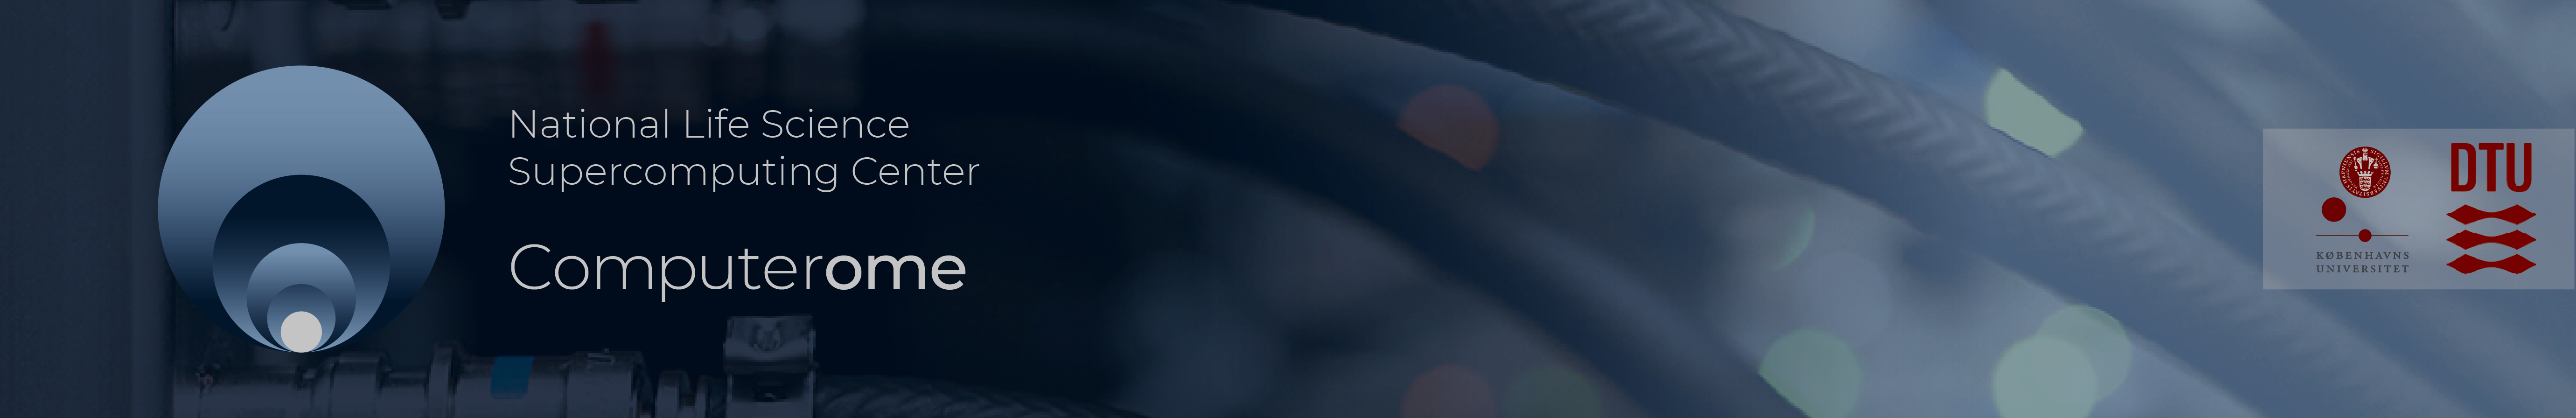 National Life Science
Supercomputing Center
Computerome
KØBENHAVNS
UNIVERSITET
DTU